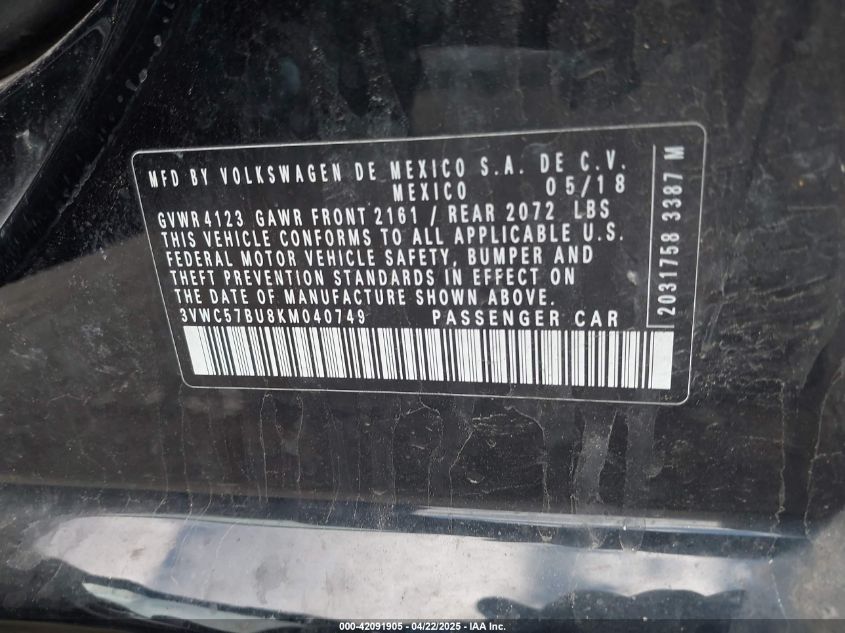 MFD BY VOLKSWAGEN DE MEXICO S.A. DE C.V.
MEXICO 05/18
GVWR 4123 GAWR FRONT 2161 / REAR 2072 LBS
THIS VEHICLE CONFORMS TO ALL APPLICABLE U.S.
FEDERAL MOTOR VEHICLE SAFETY, BUMPER AND
THEFT PREVENTION STANDARDS IN EFFECT ON
THE DATE OF MANUFACTURE SHOWN ABOVE.
3VWC57BU8KM040749 PASSENGER CAR
2031758 3387 M
000-42091905 - 04/22/2025 - IAA Inc.